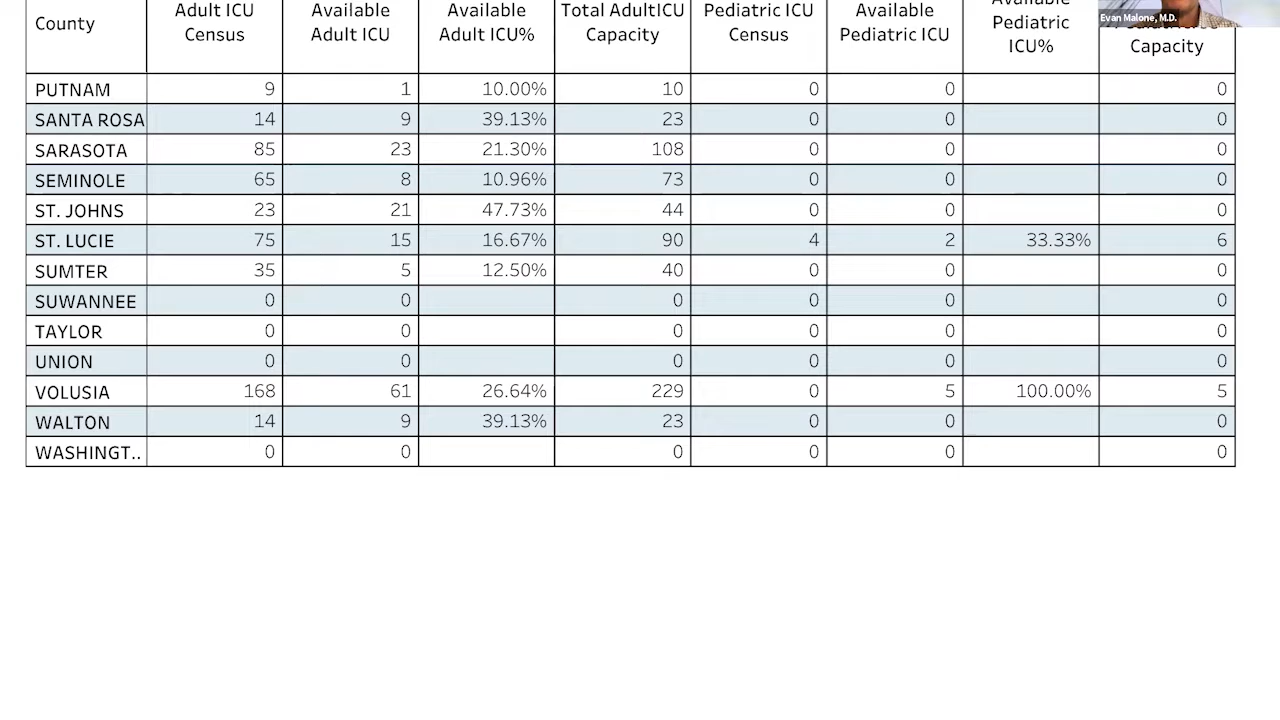 County Adult ICU Census Available Adult ICU Available Adult ICU% Total AdultICU Capacity Pediatric ICU Census Available Pediatric ICU Available Pediatric ICU% Capacity
Evan Malone, M.D.
PUTNAM 9 1 10.00% 10 0 0 0
SANTA ROSA 14 9 39.13% 23 0 0 0
SARASOTA 85 23 21.30% 108 0 0 0
SEMINOLE 65 8 10.96% 73 0 0 0
ST. JOHNS 23 21 47.73% 44 0 0 0
ST. LUCIE 75 15 16.67% 90 4 2 33.33% 6
SUMTER 35 5 12.50% 40 0 0 0
SUWANNEE 0 0 0 0 0 0
TAYLOR 0 0 0 0 0 0
UNION 0 0 0 0 0 0
VOLUSIA 168 61 26.64% 229 0 5 100.00% 5
WALTON 14 9 39.13% 23 0 0 0
WASHINGT.. 0 0 0 0 0 0